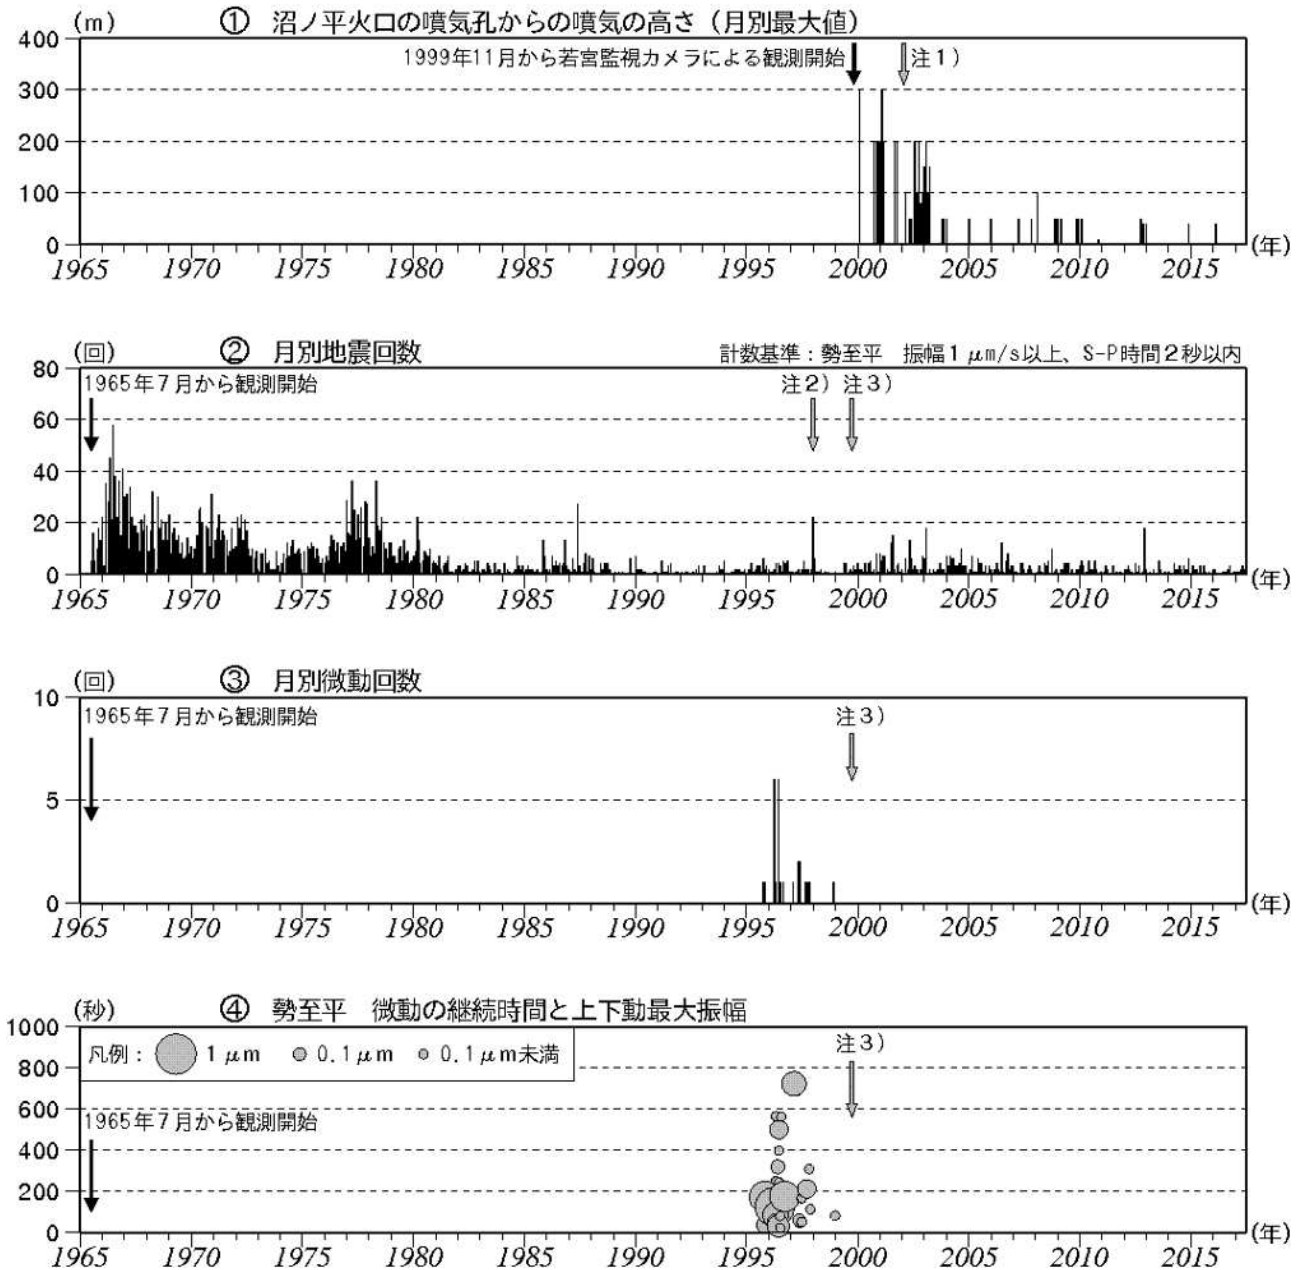 (m) ① 沼ノ平火口の噴気孔からの噴気の高さ（月別最大値）
400
1999年11月から若宮監視カメラによる観測開始 注1）
300
200
100
0
1965 1970 1975 1980 1985 1990 1995 2000 2005 2010 2015 (年)
(回) ② 月別地震回数 計数基準：勢至平 振幅1μm/s以上、S-P時間2秒以内
80
1965年7月から観測開始 注2） 注3）
60
40
20
0
1965 1970 1975 1980 1985 1990 1995 2000 2005 2010 2015 (年)
(回) ③ 月別微動回数
10
1965年7月から観測開始 注3）
5
0
1965 1970 1975 1980 1985 1990 1995 2000 2005 2010 2015 (年)
(秒) ④ 勢至平 微動の継続時間と上下動最大振幅
1000
凡例： 1μm 0.1μm 0.1μm未満 注3）
800
600
1965年7月から観測開始
400
200
0
1965 1970 1975 1980 1985 1990 1995 2000 2005 2010 2015 (年)